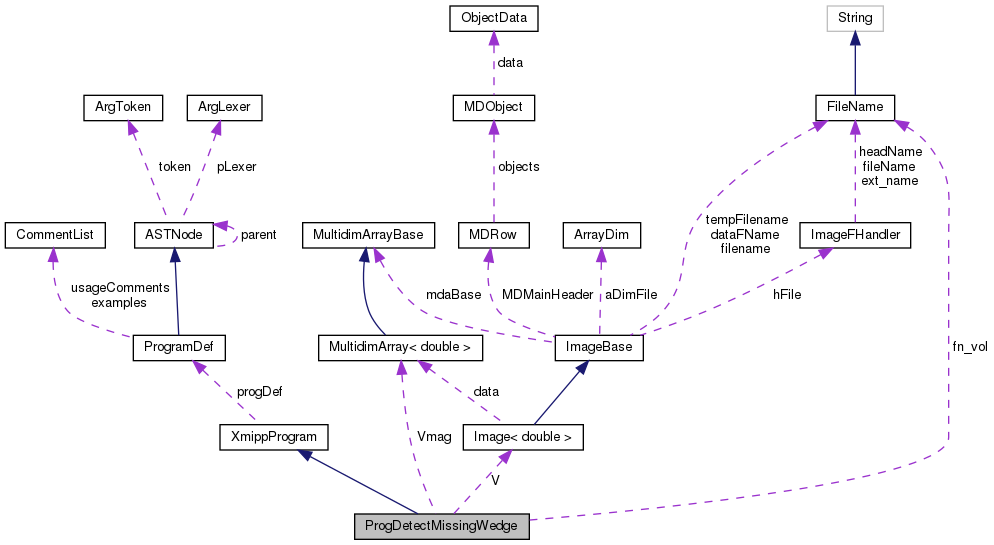 ObjectData
String
data
ArgToken
ArgLexer
MDObject
FileName
token
pLexer
objects
headName
fileName
ext_name
CommentList
ASTNode
parent
MultidimArrayBase
MDRow
ArrayDim
tempFilename
dataFName
filename
ImageFHandler
usageComments
examples
mdaBase
MDMainHeader
aDimFile
hFile
ProgramDef
MultidimArray< double >
ImageBase
fn_vol
progDef
data
XmippProgram
Vmag
Image< double >
V
ProgDetectMissingWedge